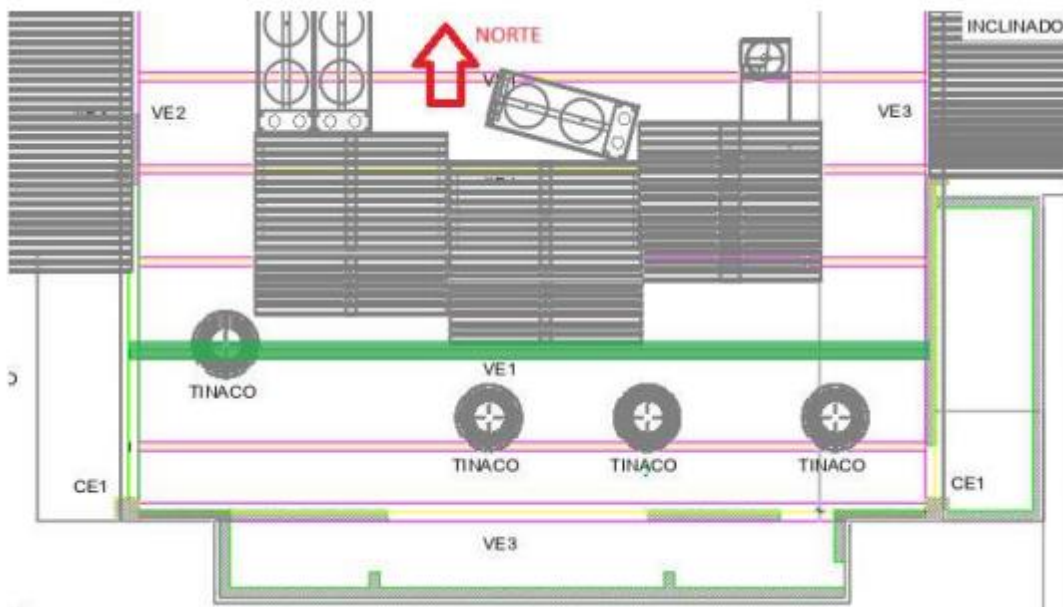 INCLINADO
NORTE
VE2
VE3
VE1
TINACO
TINACO
TINACO
TINACO
CE1
CE1
VE3